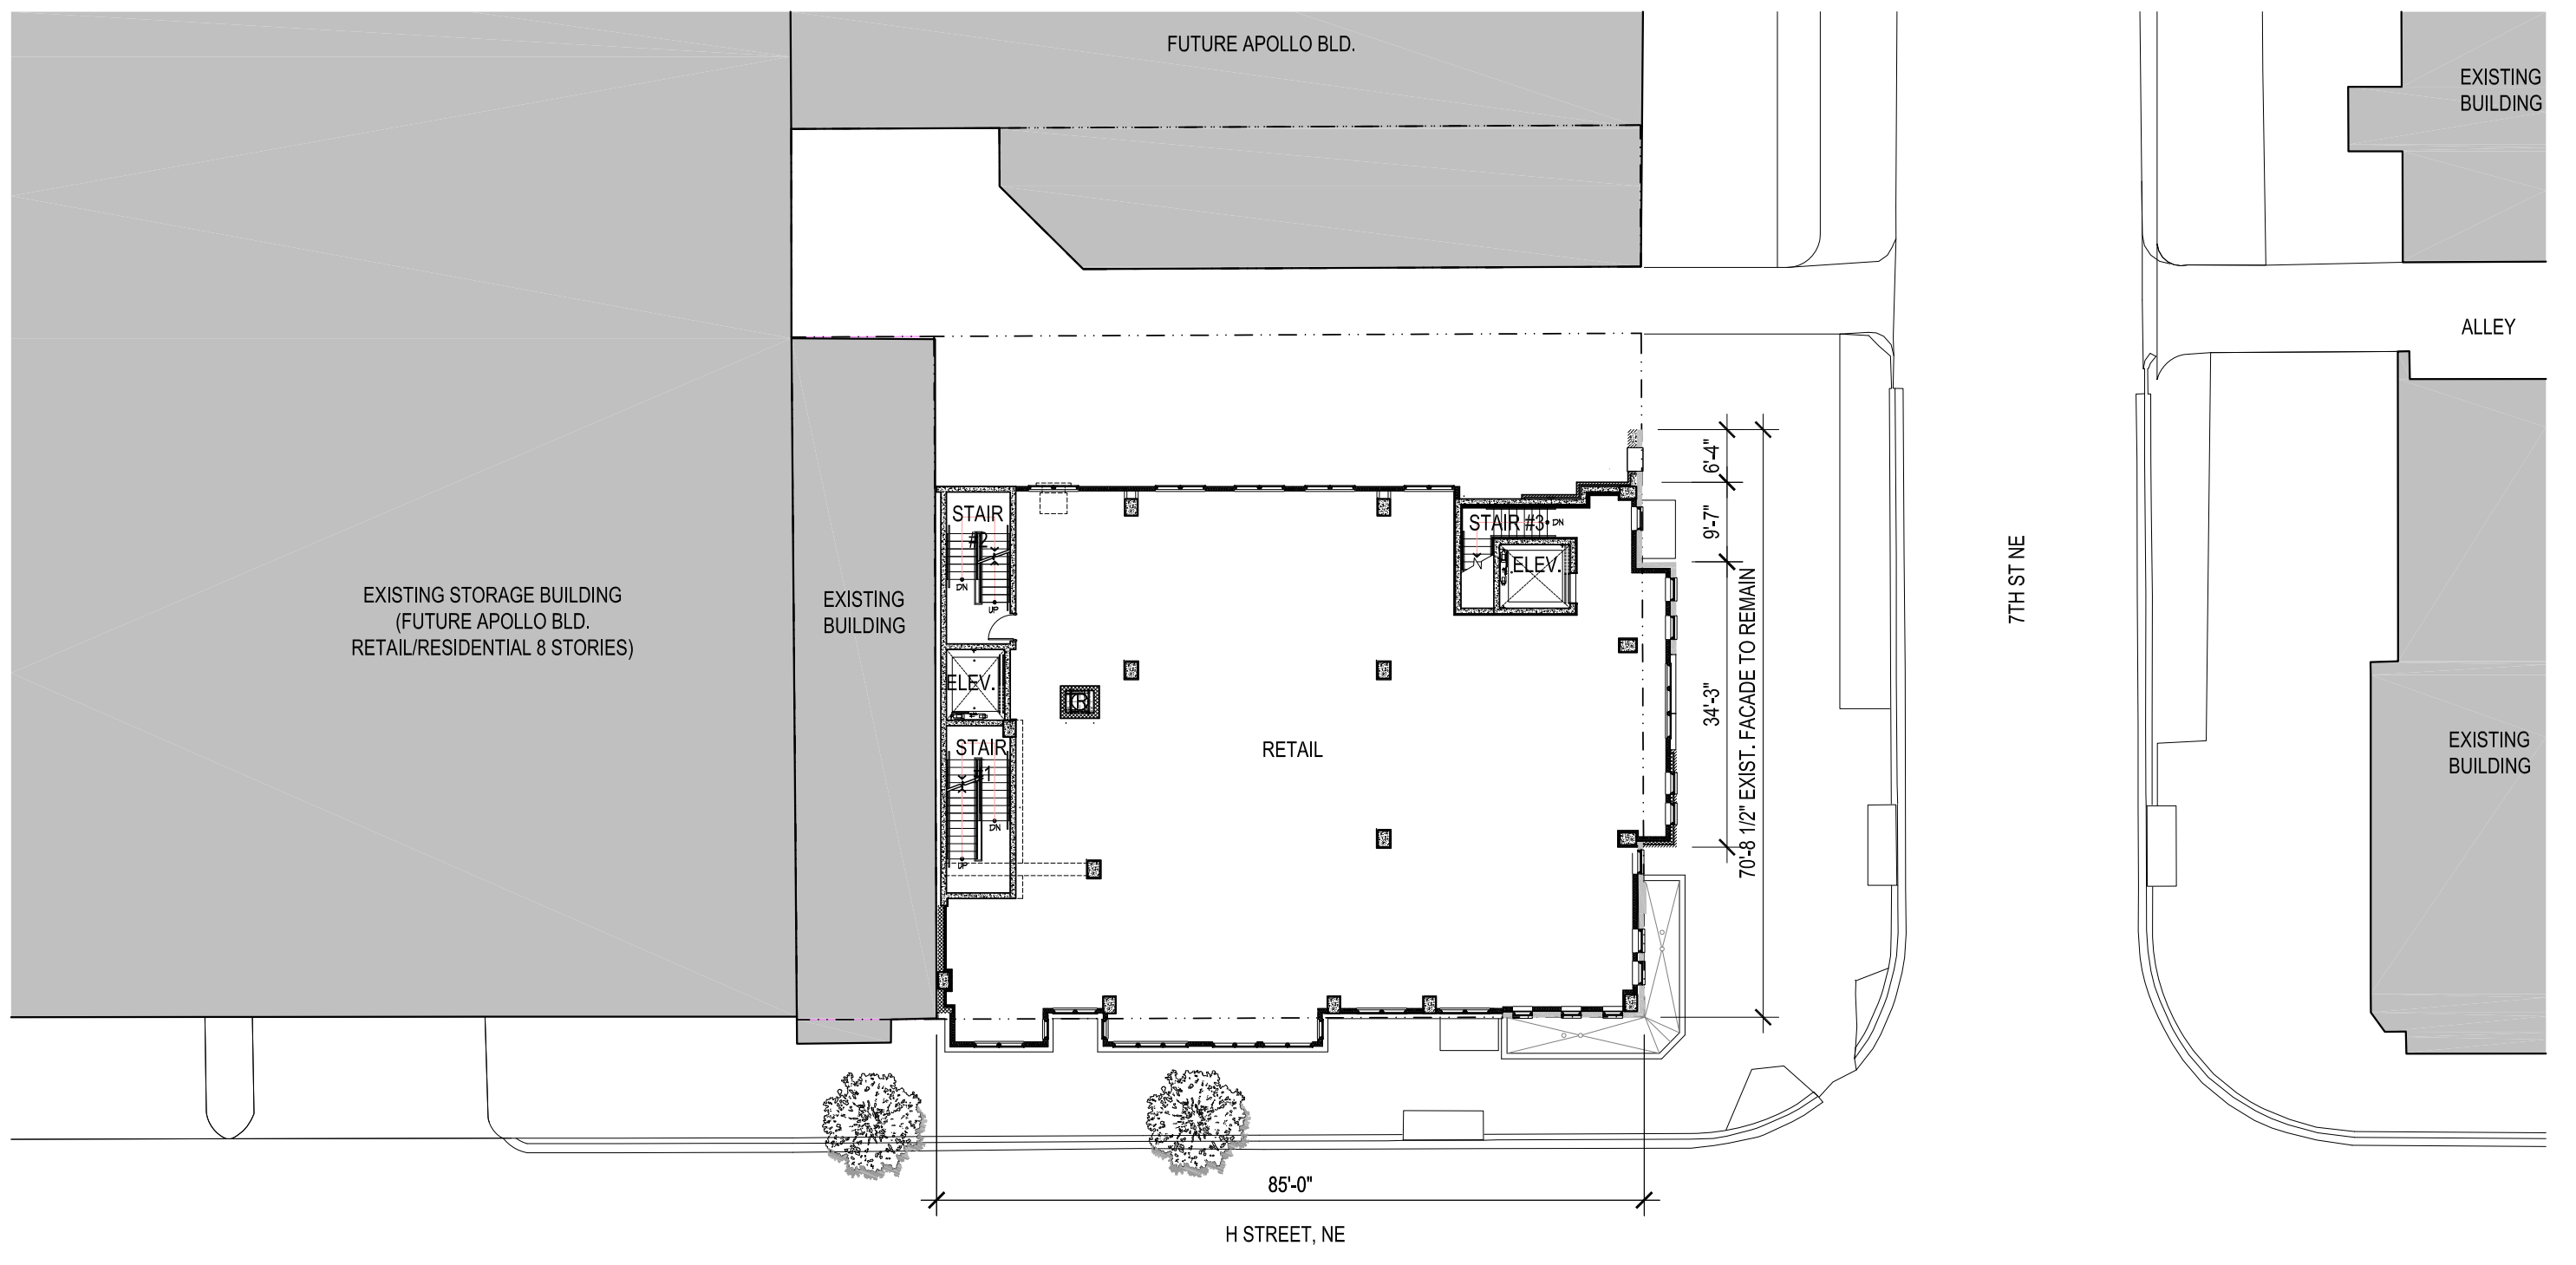 FUTURE APOLLO BLD.
EXISTING
BUILDING
ALLEY
6'-4"
9'-7"
34'-3"
70'-8 1/2" EXIST. FACADE TO REMAIN
7TH ST NE
STAIR
#2
DN
UP
STAIR #3
DN
ELEV.
EXISTING STORAGE BUILDING
(FUTURE APOLLO BLD.
RETAIL/RESIDENTIAL 8 STORIES)
EXISTING
BUILDING
ELEV.
STAIR
#1
DN
UP
RETAIL
EXISTING
BUILDING
85'-0"
H STREET, NE